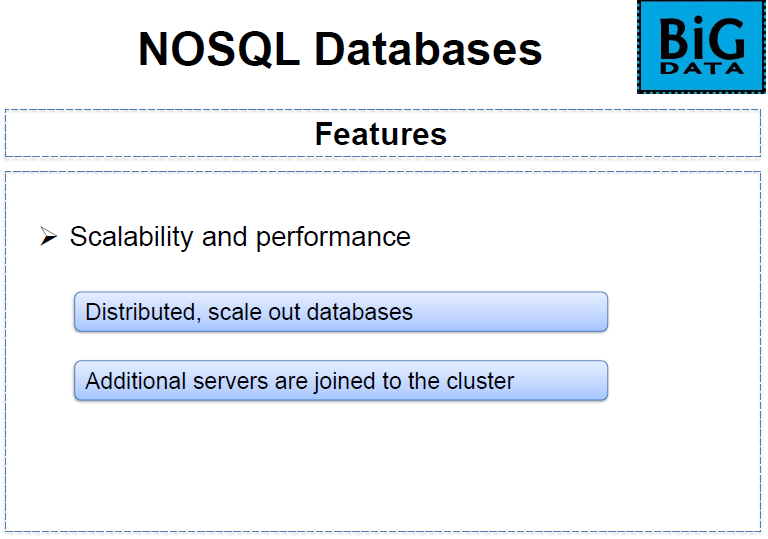 NOSQL Databases
BiG
DATA
Features
➢ Scalability and performance
Distributed, scale out databases
Additional servers are joined to the cluster